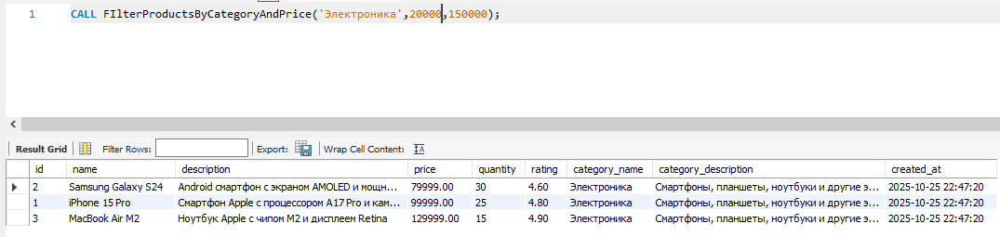 1 CALL FIlterProductsByCategoryAndPrice('Электроника',20000,150000);
Result Grid Filter Rows: Export: Wrap Cell Content:
id name description price quantity rating category_name category_description created_at
2 Samsung Galaxy S24 Android смартфон с экраном AMOLED и мощн... 79999.00 30 4.60 Электроника Смартфоны, планшеты, ноутбуки и другие э... 2025-10-25 22:47:20
1 iPhone 15 Pro Смартфон Apple с процессором A17 Pro и кам... 99999.00 25 4.80 Электроника Смартфоны, планшеты, ноутбуки и другие э... 2025-10-25 22:47:20
3 MacBook Air M2 Ноутбук Apple с чипом M2 и дисплеем Retina 129999.00 15 4.90 Электроника Смартфоны, планшеты, ноутбуки и другие э... 2025-10-25 22:47:20